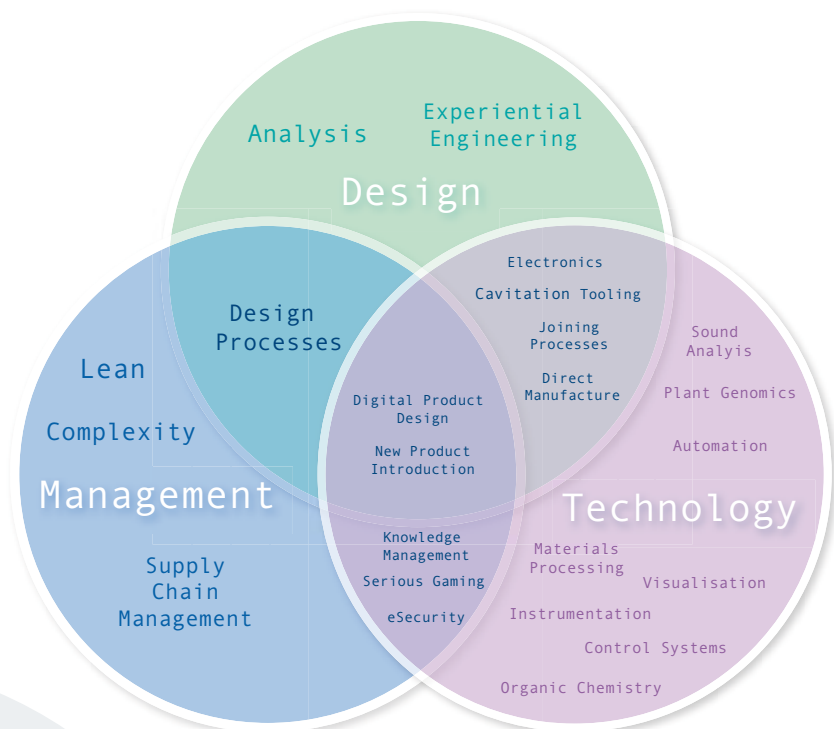 Analysis
Experiential
Engineering
Design
Electronics
Cavitation Tooling
Joining
Processes
Direct
Manufacture
Design
Processes
Sound
Analyis
Plant Genomics
Automation
Lean
Complexity
Management
Supply
Chain
Management
Digital Product
Design
New Product
Introduction
Knowledge
Management
Serious Gaming
eSecurity
Technology
Materials
Processing
Visualisation
Instrumentation
Control Systems
Organic Chemistry